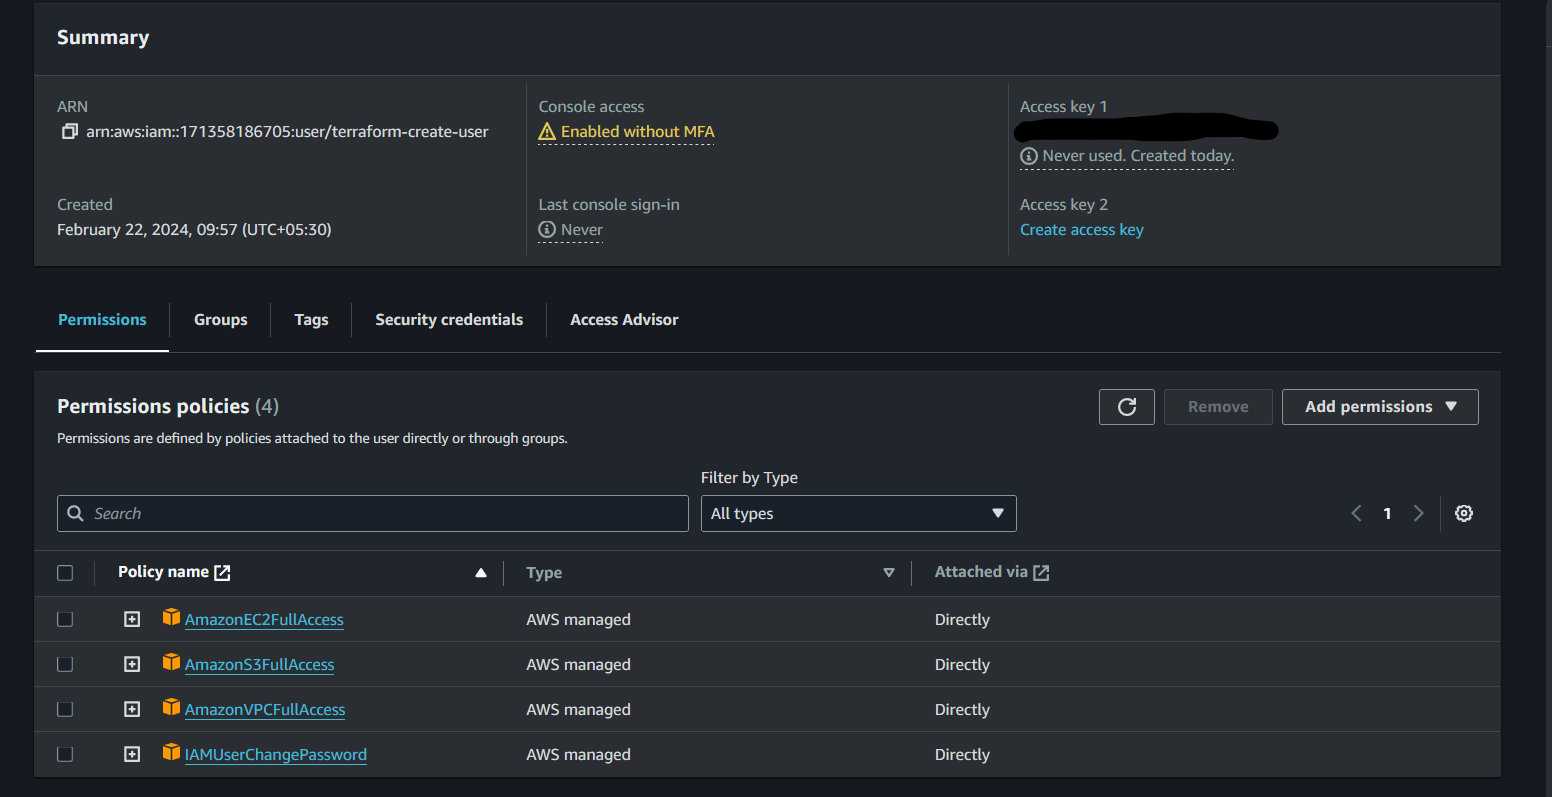 Summary
ARN
arn:aws:iam::171358186705:user/terraform-create-user
Console access
Enabled without MFA
Access key 1
Never used. Created today.
Created
February 22, 2024, 09:57 (UTC+05:30)
Last console sign-in
Never
Access key 2
Create access key
Permissions Groups Tags Security credentials Access Advisor
Permissions policies (4)
Permissions are defined by policies attached to the user directly or through groups.
Remove
Add permissions
Filter by Type
Search
All types
1
Policy name Type Attached via
AmazonEC2FullAccess AWS managed Directly
AmazonS3FullAccess AWS managed Directly
AmazonVPCFullAccess AWS managed Directly
IAMUserChangePassword AWS managed Directly